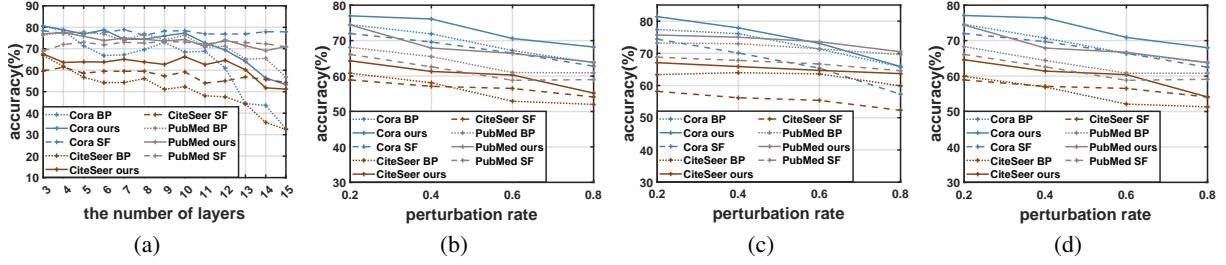 accuracy(%)
90
80
70
60
50
40
30
20
10
Cora BP
Cora ours
Cora SF
CiteSeer BP
CiteSeer ours
CiteSeer SF
PubMed BP
PubMed ours
PubMed SF
3 4 5 6 7 8 9 10 11 12 13 14 15
the number of layers
(a)
accuracy(%)
80
70
60
50
40
30
Cora BP
Cora ours
Cora SF
CiteSeer BP
CiteSeer ours
CiteSeer SF
PubMed BP
PubMed ours
PubMed SF
0.2 0.4 0.6 0.8
perturbation rate
(b)
accuracy(%)
80
70
60
50
40
30
Cora BP
Cora ours
Cora SF
CiteSeer BP
CiteSeer ours
CiteSeer SF
PubMed BP
PubMed ours
PubMed SF
0.2 0.4 0.6 0.8
perturbation rate
(c)
accuracy(%)
80
70
60
50
40
30
Cora BP
Cora ours
Cora SF
CiteSeer BP
CiteSeer ours
CiteSeer SF
PubMed BP
PubMed ours
PubMed SF
0.2 0.4 0.6 0.8
perturbation rate
(d)